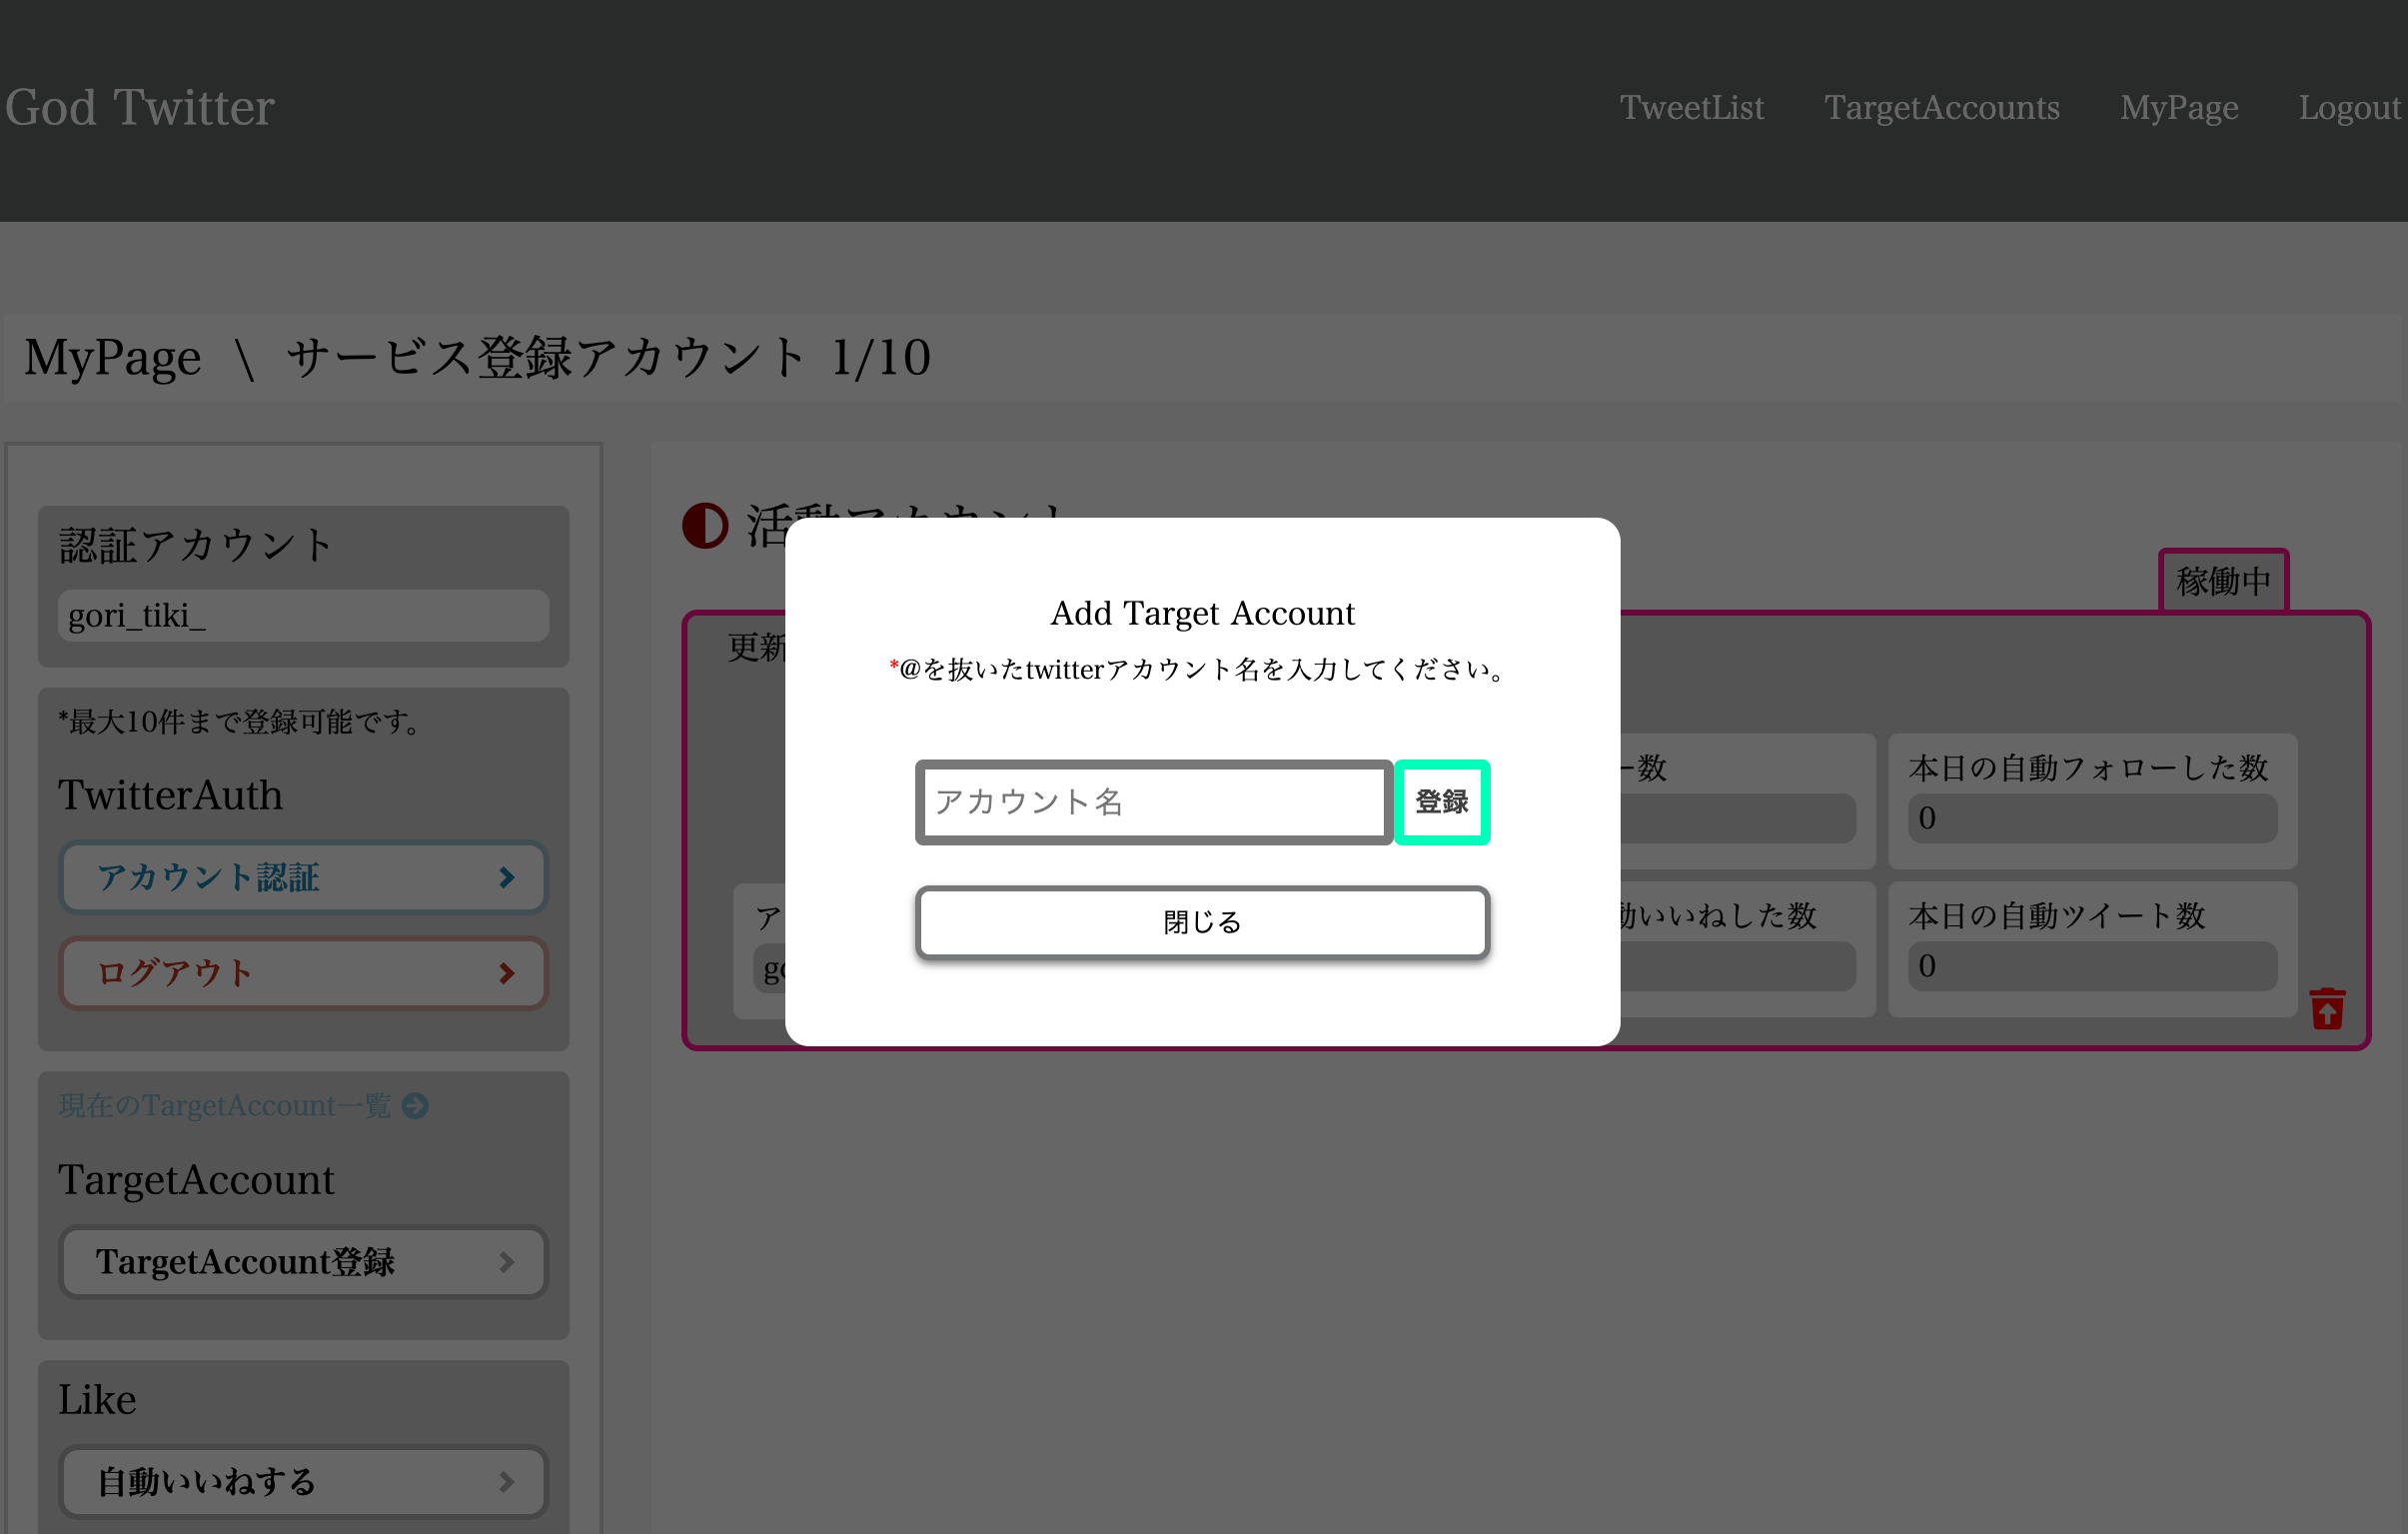 God Twitter
TweetList TargetAccounts MyPage Logout
MyPage \ サービス登録アカウント 1/10
認証アカウント
gori_tiki_
*最大10件まで登録可能です。
TwitterAuth
アカウント認証
ログアウト
現在のTargetAccount一覧
TargetAccount
TargetAccount登録
Like
自動いいねする
稼働中
更新
Add Target Account
*@を抜いたtwitterアカウント名を入力してください。
アカウント名
登録
閉じる
ー数
本日の自動フォローした数
0
ア
動いいねした数
本日の自動ツイート数
0